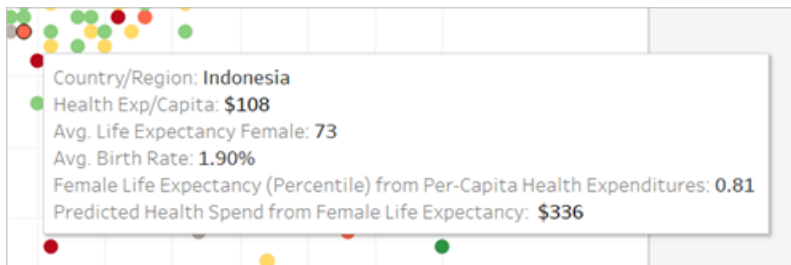 Country/Region: Indonesia
Health Exp/Capita: $108
Avg. Life Expectancy Female: 73
Avg. Birth Rate: 1.90%
Female Life Expectancy (Percentile) from Per-Capita Health Expenditures: 0.81
Predicted Health Spend from Female Life Expectancy: $336